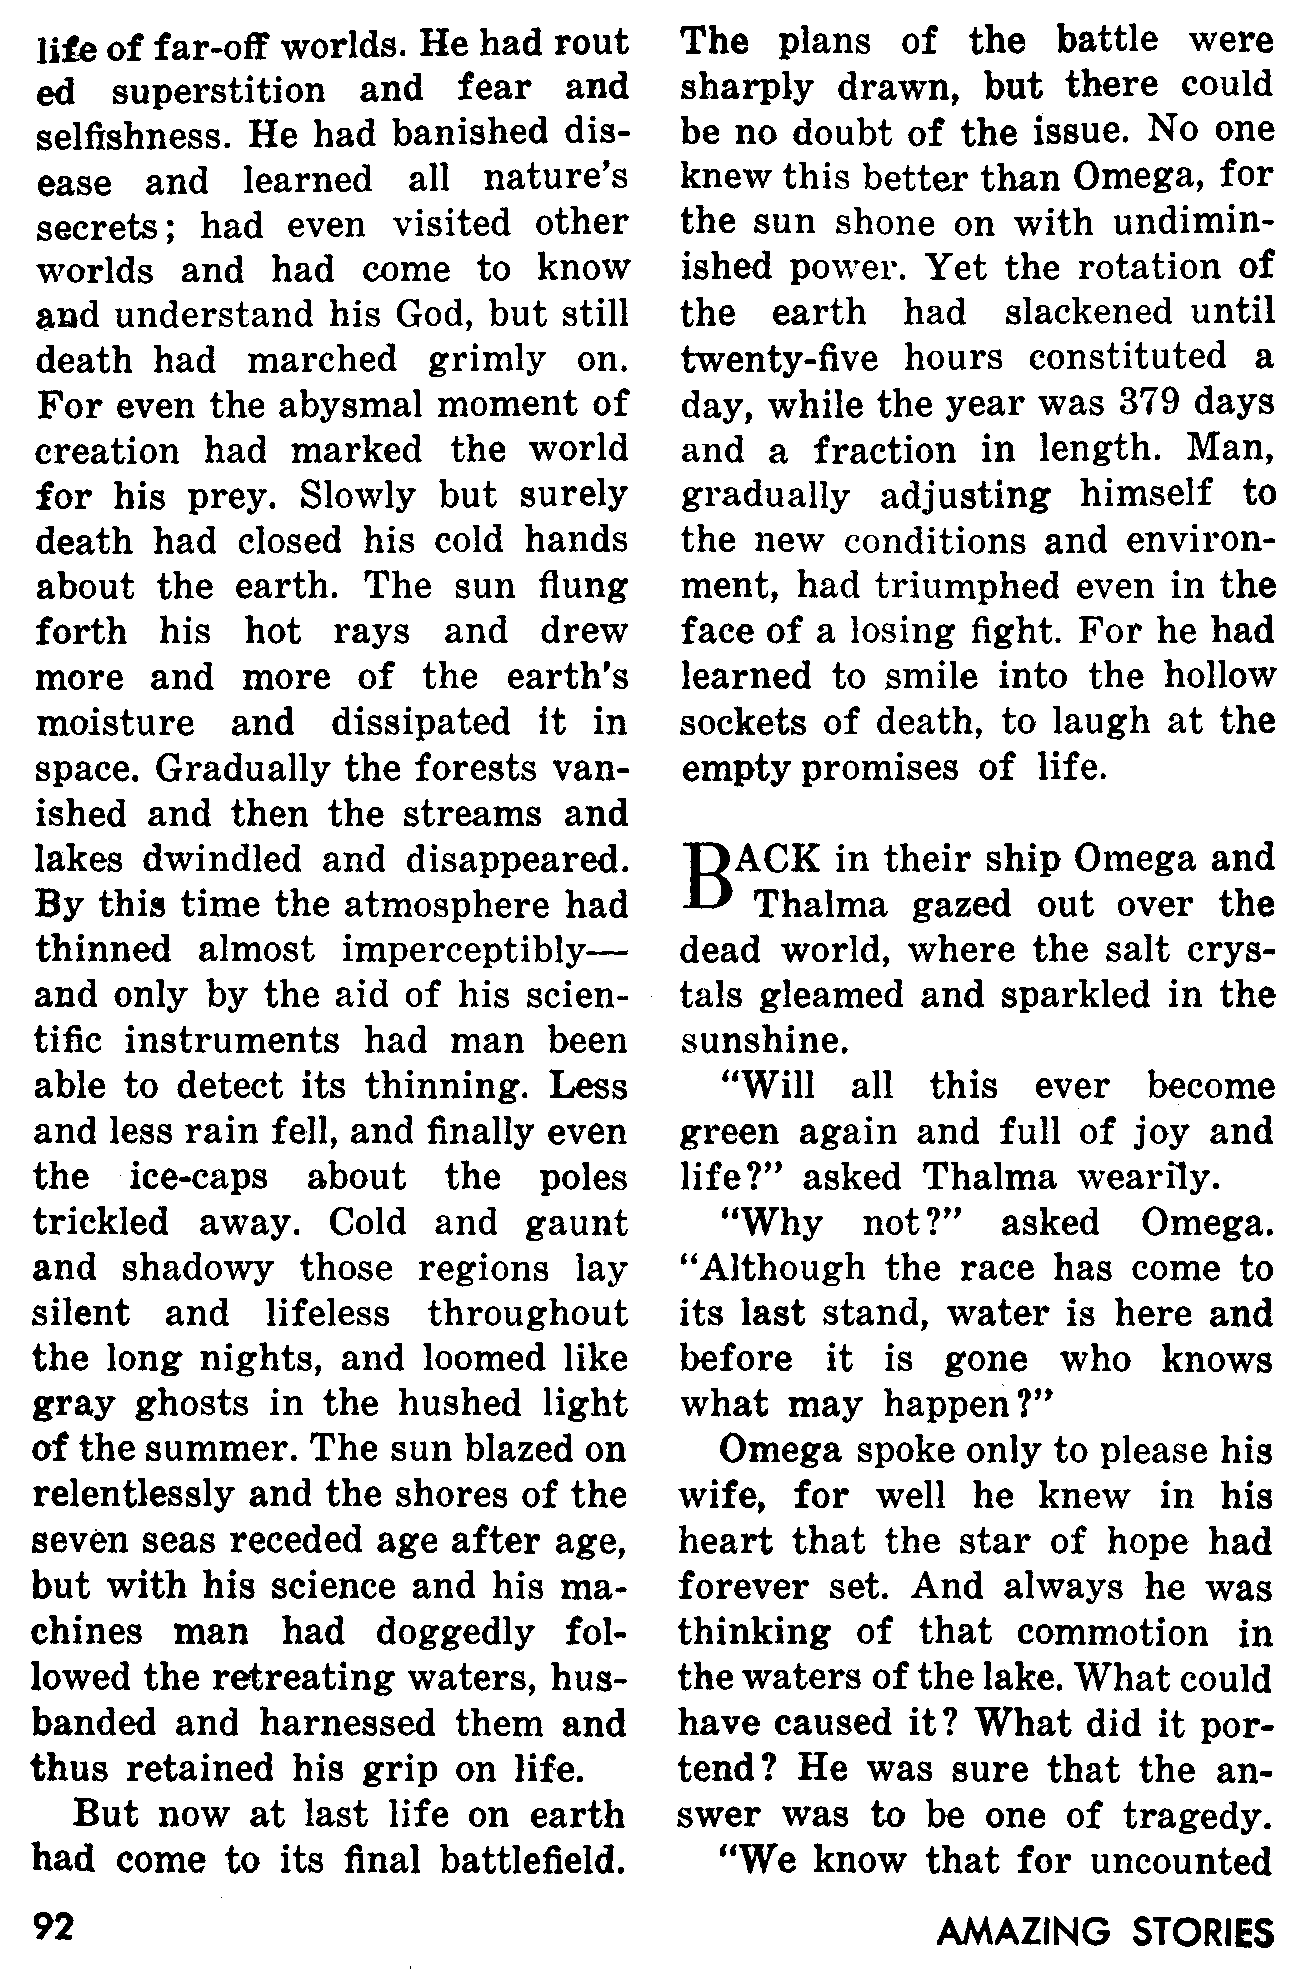 life of far-off worlds. He had rout
ed superstition and fear and
selfishness. He had banished dis-
ease and learned all nature's
secrets; had even visited other
worlds and had come to know
and understand his God, but still
death had marched grimly on.
For even the abysmal moment of
creation had marked the world
for his prey. Slowly but surely
death had closed his cold hands
about the earth. The sun flung
forth his hot rays and drew
more and more of the earth's
moisture and dissipated it in
space. Gradually the forests van-
ished and then the streams and
lakes dwindled and disappeared.
By this time the atmosphere had
thinned almost imperceptibly—
and only by the aid of his scien-
tific instruments had man been
able to detect its thinning. Less
and less rain fell, and finally even
the ice-caps about the poles
trickled away. Cold and gaunt
and shadowy those regions lay
silent and lifeless throughout
the long nights, and loomed like
gray ghosts in the hushed light
of the summer. The sun blazed on
relentlessly and the shores of the
seven seas receded age after age,
but with his science and his ma-
chines man had doggedly fol-
lowed the retreating waters, hus-
banded and harnessed them and
thus retained his grip on life.
But now at last life on earth
had come to its final battlefield.
The plans of the battle were
sharply drawn, but there could
be no doubt of the issue. No one
knew this better than Omega, for
the sun shone on with undimin-
ished power. Yet the rotation of
the earth had slackened until
twenty-five hours constituted a
day, while the year was 379 days
and a fraction in length. Man,
gradually adjusting himself to
the new conditions and environ-
ment, had triumphed even in the
face of a losing fight. For he had
learned to smile into the hollow
sockets of death, to laugh at the
empty promises of life.
BACK in their ship Omega and
Thalma gazed out over the
dead world, where the salt crys-
tals gleamed and sparkled in the
sunshine.
"Will all this ever become
green again and full of joy and
life?" asked Thalma wearily.
"Why not?" asked Omega.
"Although the race has come to
its last stand, water is here and
before it is gone who knows
what may happen?"
Omega spoke only to please his
wife, for well he knew in his
heart that the star of hope had
forever set. And always he was
thinking of that commotion in
the waters of the lake. What could
have caused it? What did it por-
tend? He was sure that the an-
swer was to be one of tragedy.
"We know that for uncounted
92
AMAZING STORIES